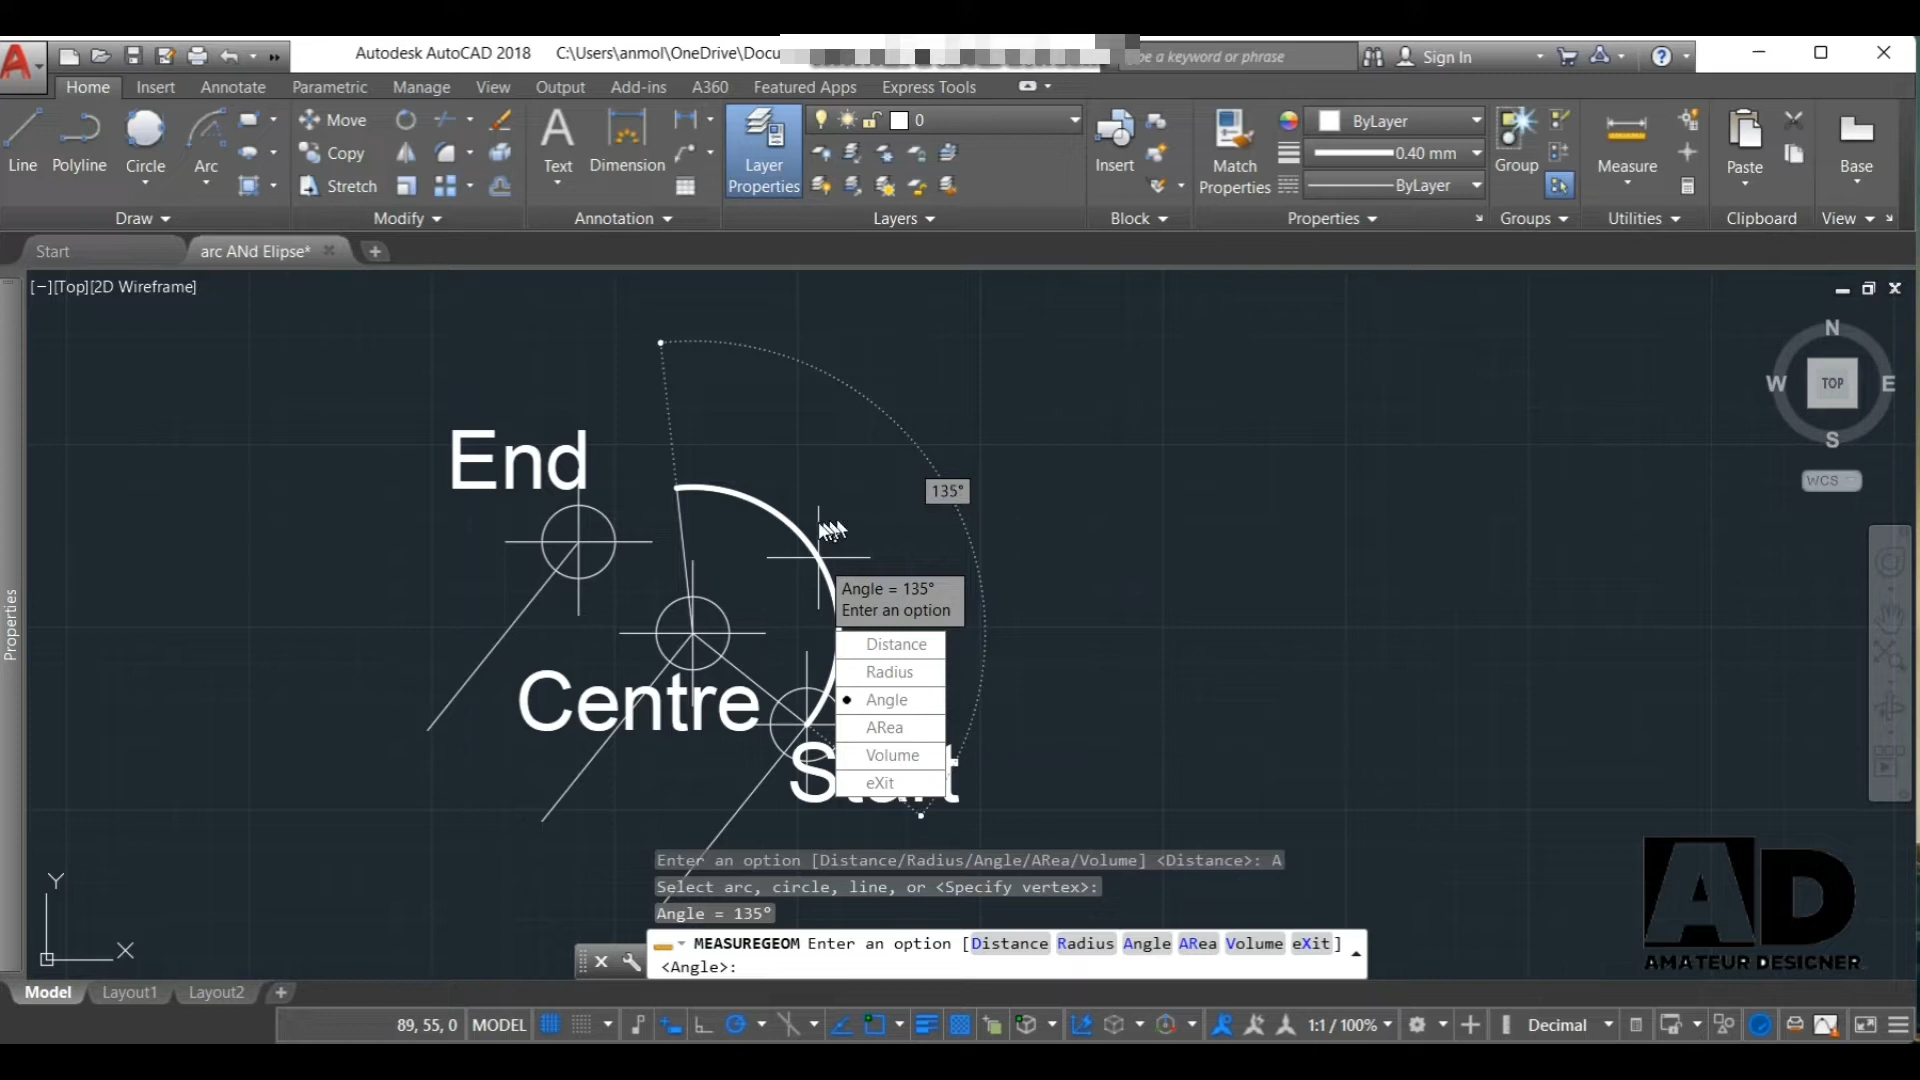 Autodesk AutoCAD 2018 C:\Users\anmol\OneDrive\Docu
e a keyword or phrase
Sign In
Home Insert Annotate Parametric Manage View Output Add-ins A360 Featured Apps Express Tools
Line Polyline Circle Arc
Move
Copy
Stretch
Text Dimension
Layer
Properties
0
Insert
Match
Properties
ByLayer
0.40 mm
ByLayer
Group
Measure
Paste
Base
Draw Modify Annotation Layers Block Properties Groups Utilities Clipboard View
Start arc ANd Elipse*
[−][Top][2D Wireframe]
N
W TOP E
S
WCS
End
135°
Angle = 135°
Enter an option
Distance
Radius
Angle
ARea
Volume
eXit
Centre
Start
Properties
Enter an option [Distance/Radius/Angle/ARea/Volume] <Distance>: A
Select arc, circle, line, or <Specify vertex>:
Angle = 135°
MEASUREGEOM Enter an option [Distance Radius Angle ARea Volume eXit]
<Angle>:
Y
X
AD
AMATEUR DESIGNER
Model Layout1 Layout2
89, 55, 0 MODEL 1:1 / 100% Decimal